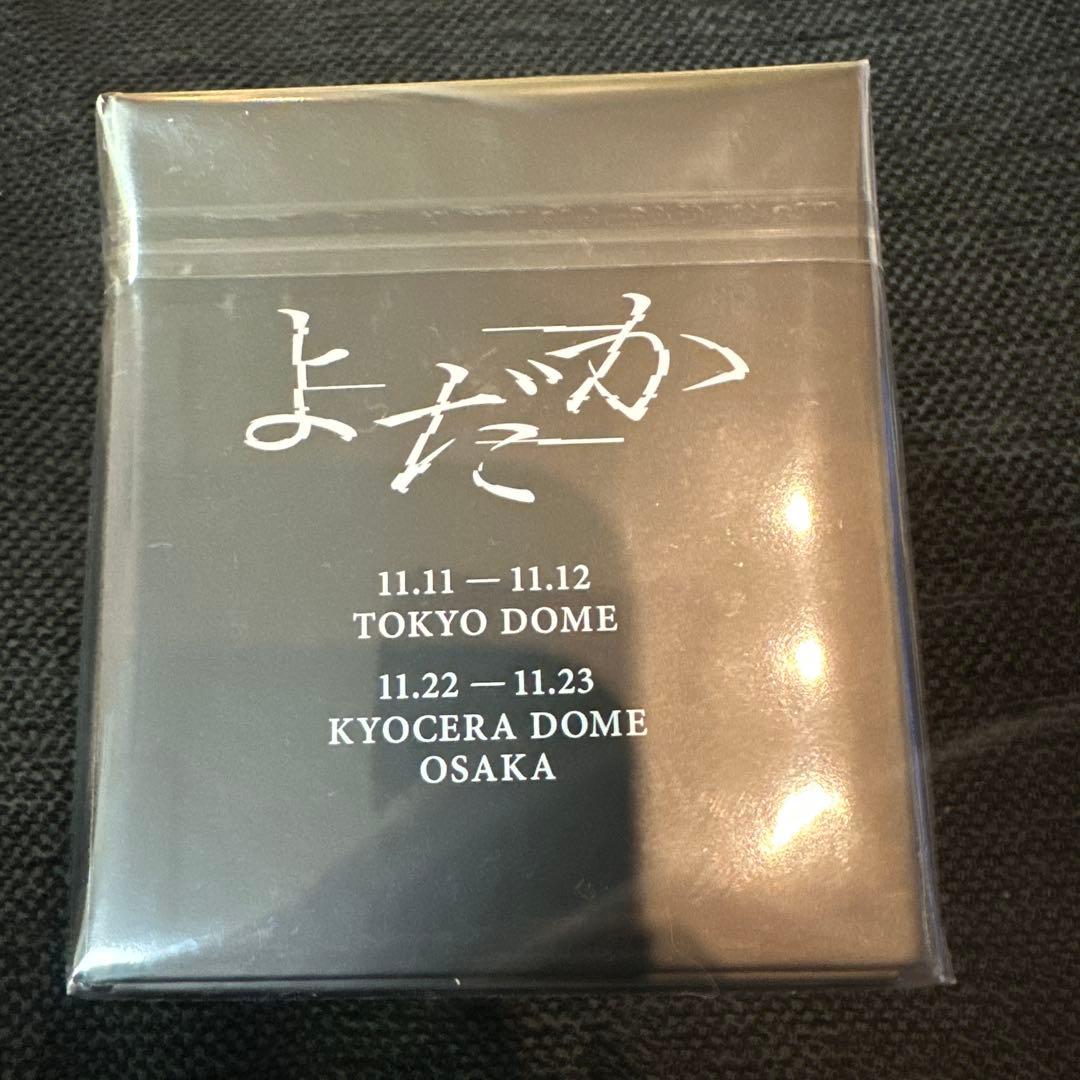 よだか
11.11 — 11.12
TOKYO DOME
11.22 — 11.23
KYOCERA DOME
OSAKA